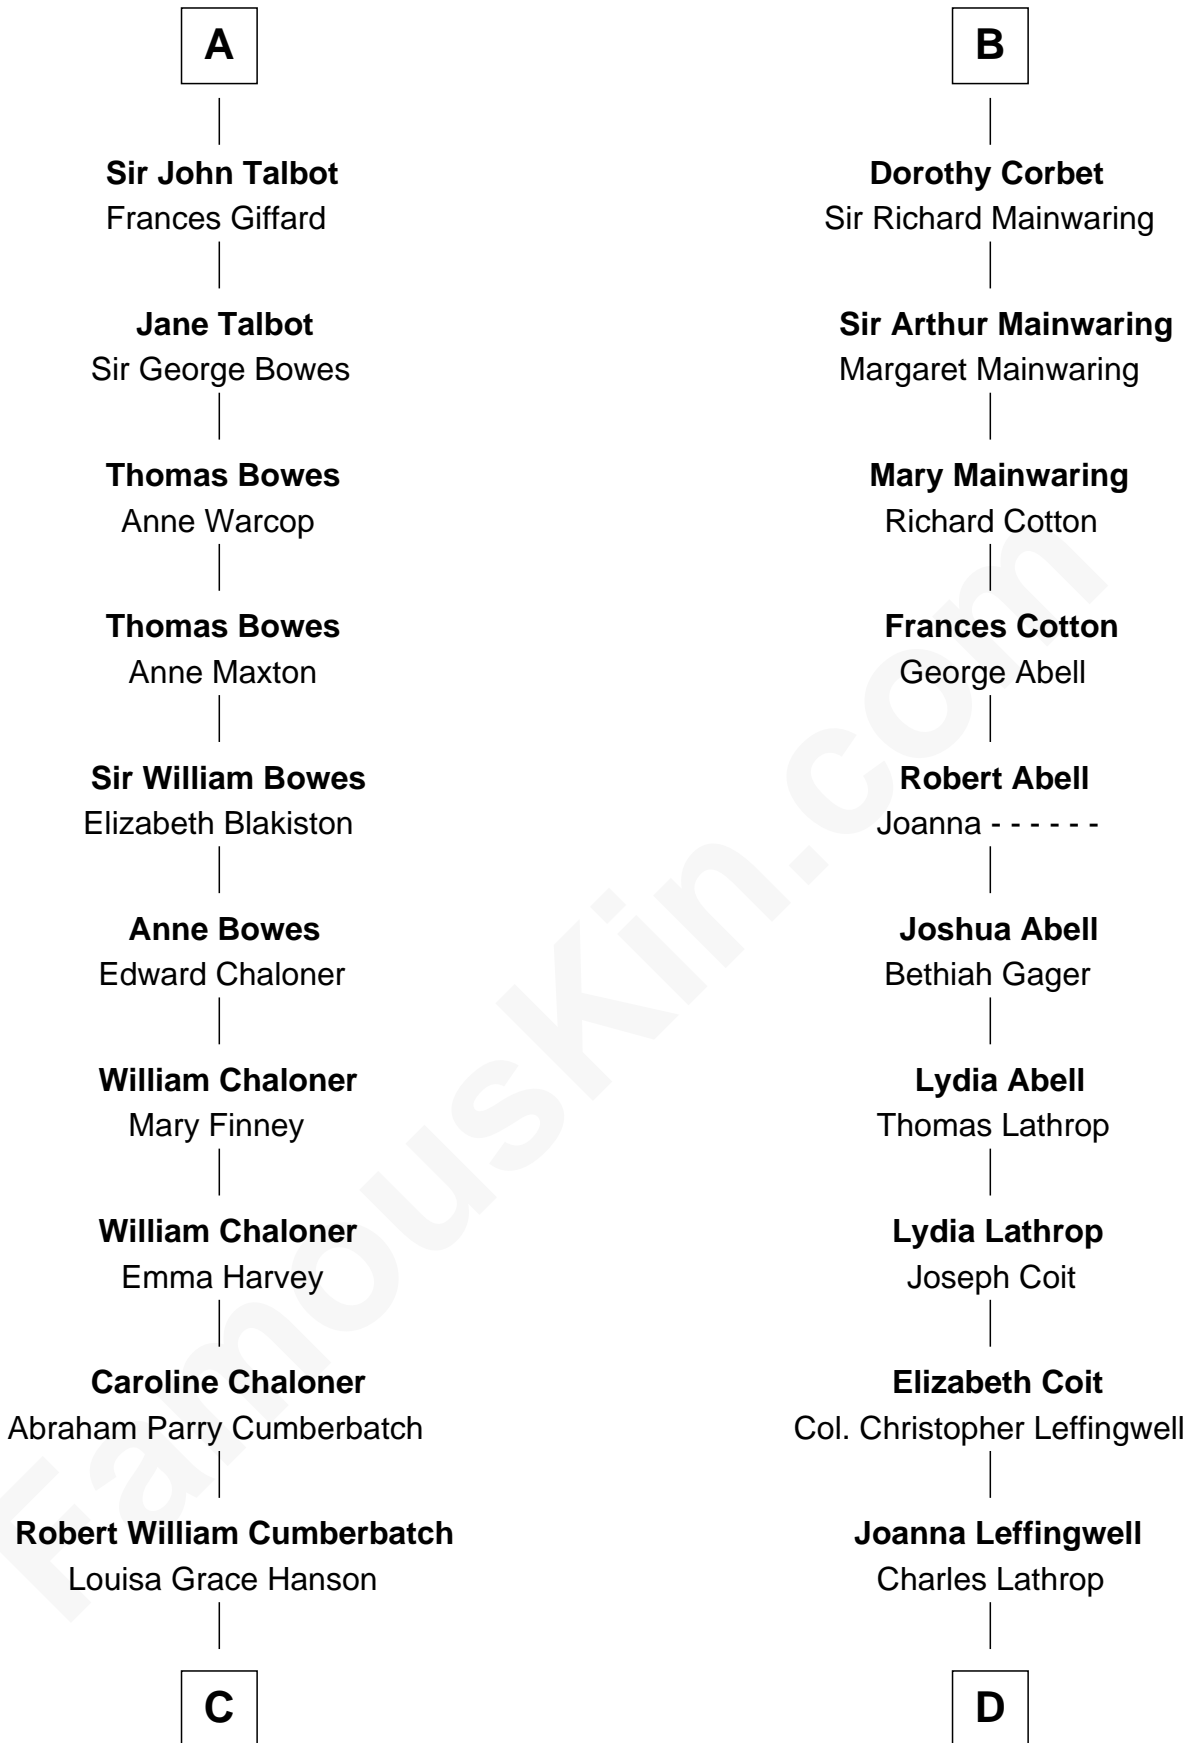 A
Sir John Talbot
Frances Giffard
Jane Talbot
Sir George Bowes
Thomas Bowes
Anne Warcop
Thomas Bowes
Anne Maxton
Sir William Bowes
Elizabeth Blakiston
Anne Bowes
Edward Chaloner
William Chaloner
Mary Finney
William Chaloner
Emma Harvey
Caroline Chaloner
Abraham Parry Cumberbatch
Robert William Cumberbatch
Louisa Grace Hanson
C
B
Dorothy Corbet
Sir Richard Mainwaring
Sir Arthur Mainwaring
Margaret Mainwaring
Mary Mainwaring
Richard Cotton
Frances Cotton
George Abell
Robert Abell
Joanna - - - - - -
Joshua Abell
Bethiah Gager
Lydia Abell
Thomas Lathrop
Lydia Lathrop
Joseph Coit
Elizabeth Coit
Col. Christopher Leffingwell
Joanna Leffingwell
Charles Lathrop
D
FamousKin.com